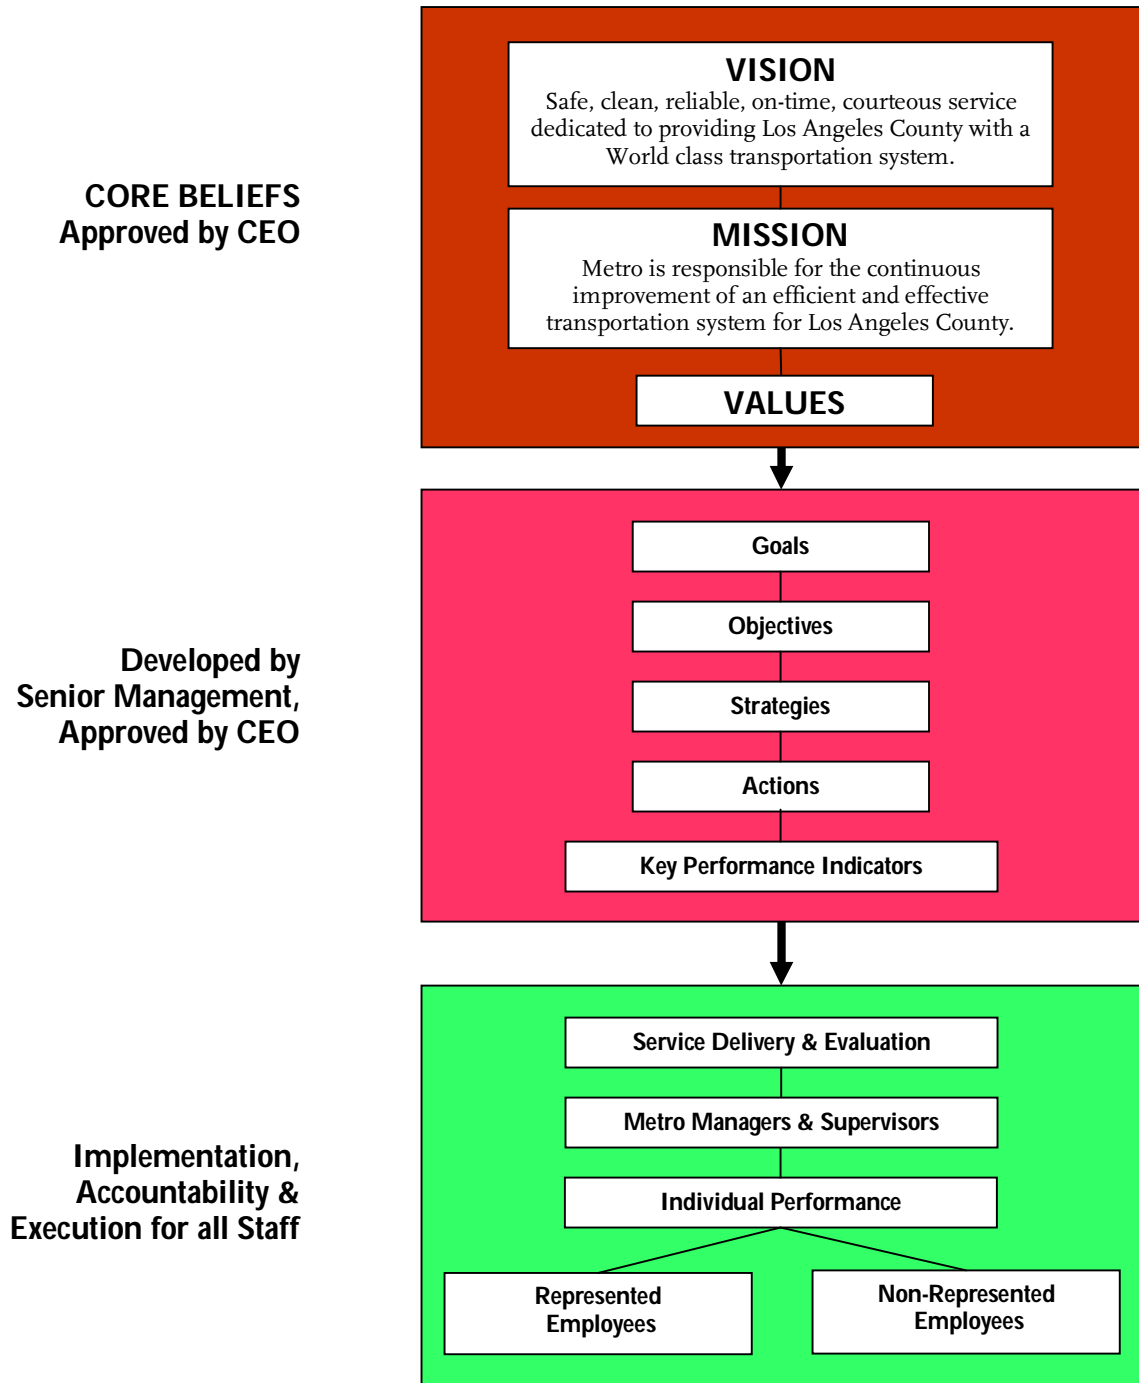 VISION
Safe, clean, reliable, on-time, courteous service
dedicated to providing Los Angeles County with a
World class transportation system.
CORE BELIEFS
Approved by CEO
MISSION
Metro is responsible for the continuous
improvement of an efficient and effective
transportation system for Los Angeles County.
VALUES
Goals
Objectives
Developed by
Senior Management,
Approved by CEO
Strategies
Actions
Key Performance Indicators
Service Delivery & Evaluation
Metro Managers & Supervisors
Implementation,
Accountability &
Execution for all Staff
Individual Performance
Represented
Employees
Non-Represented
Employees